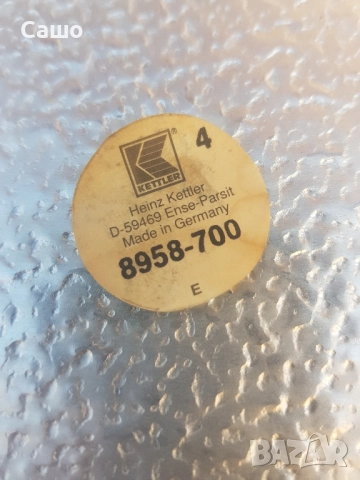 Сашо
4
®
KETTLER
Heinz Kettler
D-59469 Ense-Parsit
Made in Germany
8958-700
E
BAZAR